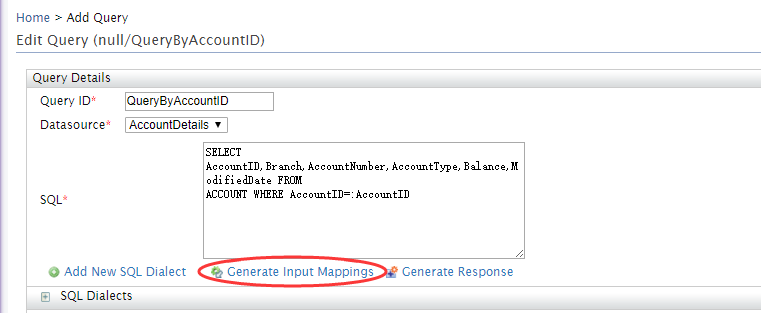 Home > Add Query
Edit Query (null/QueryByAccountID)
Query Details
Query ID* QueryByAccountID
Datasource* AccountDetails
SELECT
AccountID,Branch,AccountNumber,AccountType,Balance,M
odifiedDate FROM
SQL* ACCOUNT WHERE AccountID=:AccountID
Add New SQL Dialect Generate Input Mappings Generate Response
SQL Dialects